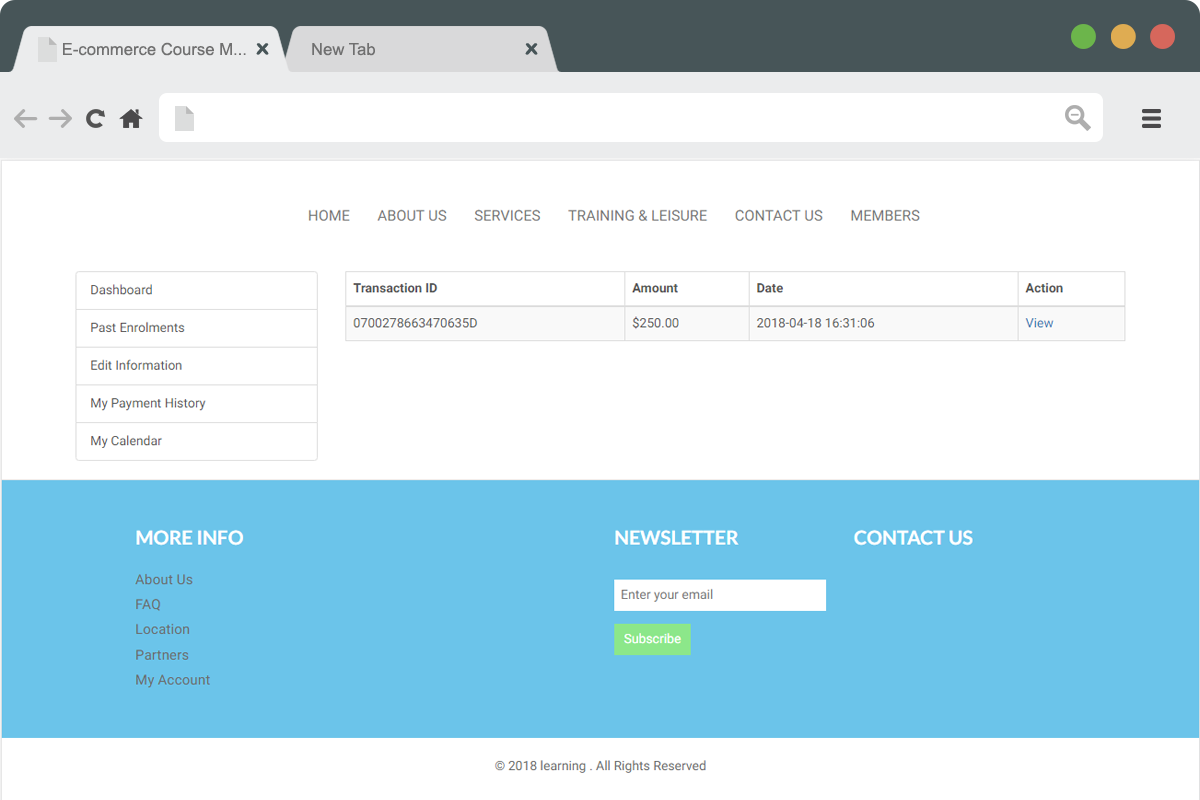 E-commerce Course M...
New Tab
HOME ABOUT US SERVICES TRAINING & LEISURE CONTACT US MEMBERS
Dashboard
Past Enrolments
Edit Information
My Payment History
My Calendar
Transaction ID Amount Date Action
0700278663470635D $250.00 2018-04-18 16:31:06 View
MORE INFO
About Us
FAQ
Location
Partners
My Account
NEWSLETTER
Enter your email
Subscribe
CONTACT US
© 2018 learning . All Rights Reserved